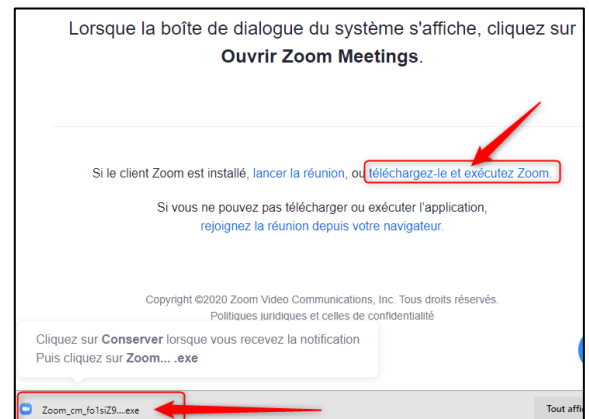 Lorsque la boîte de dialogue du système s'affiche, cliquez sur
Ouvrir Zoom Meetings.
Si le client Zoom est installé, lancer la réunion, ou téléchargez-le et exécutez Zoom.
Si vous ne pouvez pas télécharger ou exécuter l'application,
rejoignez la réunion depuis votre navigateur.
Copyright ©2020 Zoom Video Communications, Inc. Tous droits réservés.
Politiques juridiques et celles de confidentialité
Cliquez sur Conserver lorsque vous recevez la notification
Puis cliquez sur Zoom... .exe
Zoom_cm_fo1siZ9....exe
Tout affi